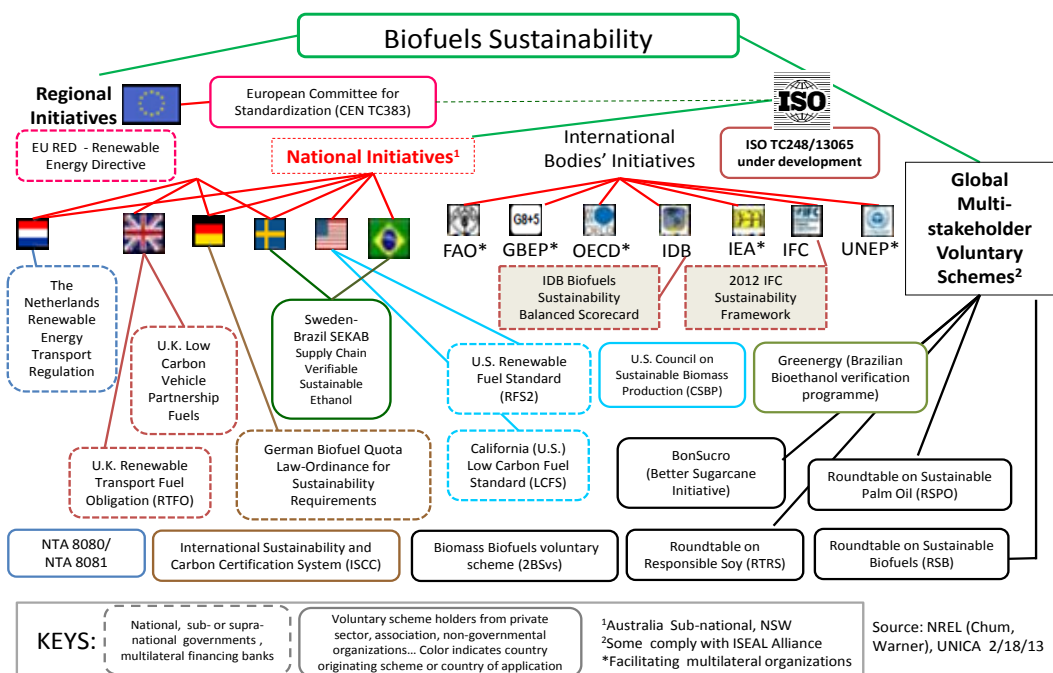 Biofuels Sustainability
Regional
Initiatives
European Committee for
Standardization (CEN TC383)
ISO
EU RED - Renewable
Energy Directive
National Initiatives1
International
Bodies' Initiatives
ISO TC248/13065
under development
Global
Multi-
stakeholder
Voluntary
Schemes2
G8+5
OECD
IFC
FAO*
GBEP*
OECD*
IDB
IEA*
IFC
UNEP*
IDB Biofuels
Sustainability
Balanced Scorecard
2012 IFC
Sustainability
Framework
The
Netherlands
Renewable
Energy
Transport
Regulation
U.K. Low
Carbon
Vehicle
Partnership
Fuels
Sweden-
Brazil SEKAB
Supply Chain
Verifiable
Sustainable
Ethanol
U.S. Renewable
Fuel Standard
(RFS2)
U.S. Council on
Sustainable Biomass
Production (CSBP)
Greenergy (Brazilian
Bioethanol verification
programme)
U.K. Renewable
Transport Fuel
Obligation (RTFO)
German Biofuel Quota
Law-Ordinance for
Sustainability
Requirements
California (U.S.)
Low Carbon Fuel
Standard (LCFS)
BonSucro
(Better Sugarcane
Initiative)
Roundtable on Sustainable
Palm Oil (RSPO)
NTA 8080/
NTA 8081
International Sustainability and
Carbon Certification System (ISCC)
Biomass Biofuels voluntary
scheme (2BSvs)
Roundtable on
Responsible Soy (RTRS)
Roundtable on Sustainable
Biofuels (RSB)
KEYS:
National, sub- or supra-
national governments ,
multilateral financing banks
Voluntary scheme holders from private
sector, association, non-governmental
organizations... Color indicates country
originating scheme or country of application
1Australia Sub-national, NSW
2Some comply with ISEAL Alliance
*Facilitating multilateral organizations
Source: NREL (Chum,
Warner), UNICA 2/18/13